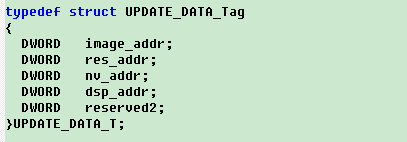 typedef struct UPDATE_DATA_Tag
{
  DWORD   image_addr;
  DWORD   res_addr;
  DWORD   nv_addr;
  DWORD   dsp_addr;
  DWORD   reserved2;
}UPDATE_DATA_T;